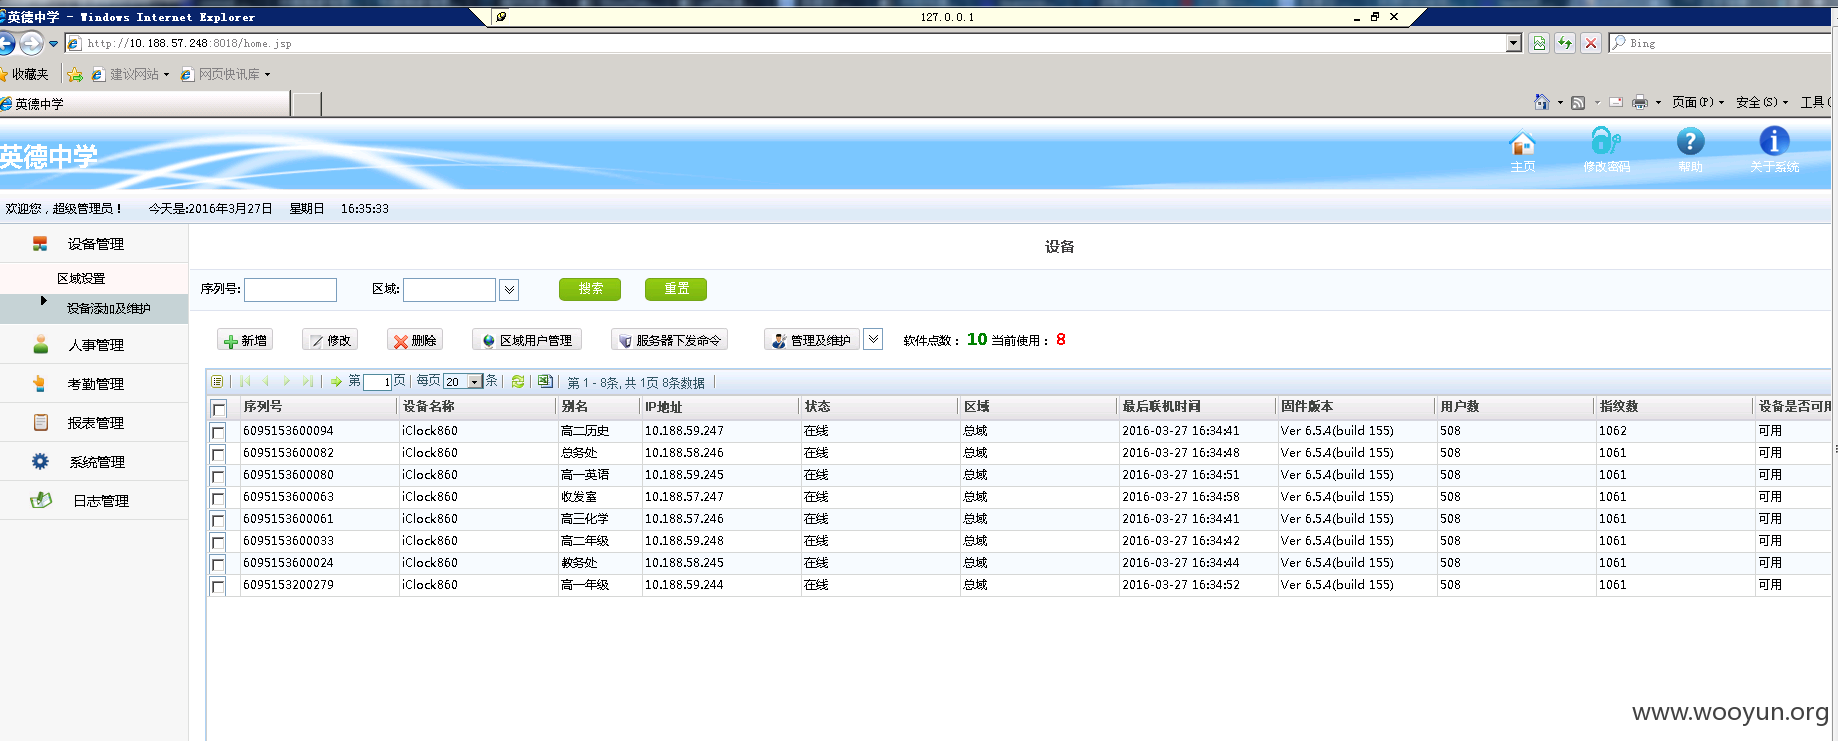 英德中学 - Windows Internet Explorer
127.0.0.1
http://10.188.57.248:8018/home.jsp
Bing
收藏夹 建议网站 网页快讯库
英德中学
页面(P) 安全(S) 工具(
英德中学
主页 修改密码 帮助 关于系统
欢迎您，超级管理员！ 今天是:2016年3月27日 星期日 16:35:33
设备管理
区域设置
设备添加及维护
人事管理
考勤管理
报表管理
系统管理
日志管理
设备
序列号: 区域: 搜索 重置
新增 修改 删除 区域用户管理 服务器下发命令 管理及维护 软件点数：10 当前使用：8
第 1 页 每页 20 条 第 1 - 8条, 共 1页 8条数据
序列号 设备名称 别名 IP地址 状态 区域 最后联机时间 固件版本 用户数 指纹数 设备是否可用
6095153600094 iClock860 高二历史 10.188.59.247 在线 总域 2016-03-27 16:34:41 Ver 6.5.4(build 155) 508 1062 可用
6095153600082 iClock860 总务处 10.188.58.246 在线 总域 2016-03-27 16:34:48 Ver 6.5.4(build 155) 508 1061 可用
6095153600080 iClock860 高一英语 10.188.59.245 在线 总域 2016-03-27 16:34:51 Ver 6.5.4(build 155) 508 1061 可用
6095153600063 iClock860 收发室 10.188.57.247 在线 总域 2016-03-27 16:34:58 Ver 6.5.4(build 155) 508 1061 可用
6095153600061 iClock860 高三化学 10.188.57.246 在线 总域 2016-03-27 16:34:41 Ver 6.5.4(build 155) 508 1061 可用
6095153600033 iClock860 高二年级 10.188.59.248 在线 总域 2016-03-27 16:34:42 Ver 6.5.4(build 155) 508 1061 可用
6095153600024 iClock860 教务处 10.188.58.245 在线 总域 2016-03-27 16:34:44 Ver 6.5.4(build 155) 508 1061 可用
6095153200279 iClock860 高一年级 10.188.59.244 在线 总域 2016-03-27 16:34:52 Ver 6.5.4(build 155) 508 1061 可用
www.wooyun.org